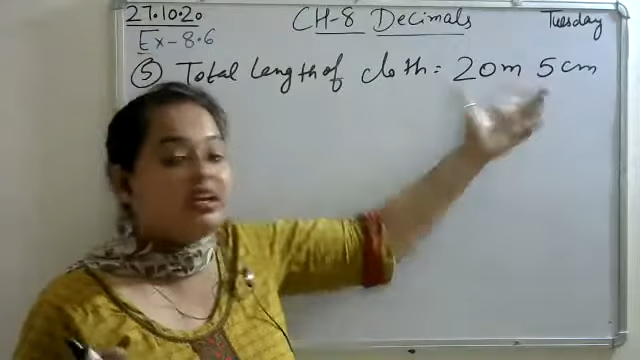 27.10.20 CH-8 Decimals Tuesday
Ex-8.6
5 Total length of cloth = 20m 5cm